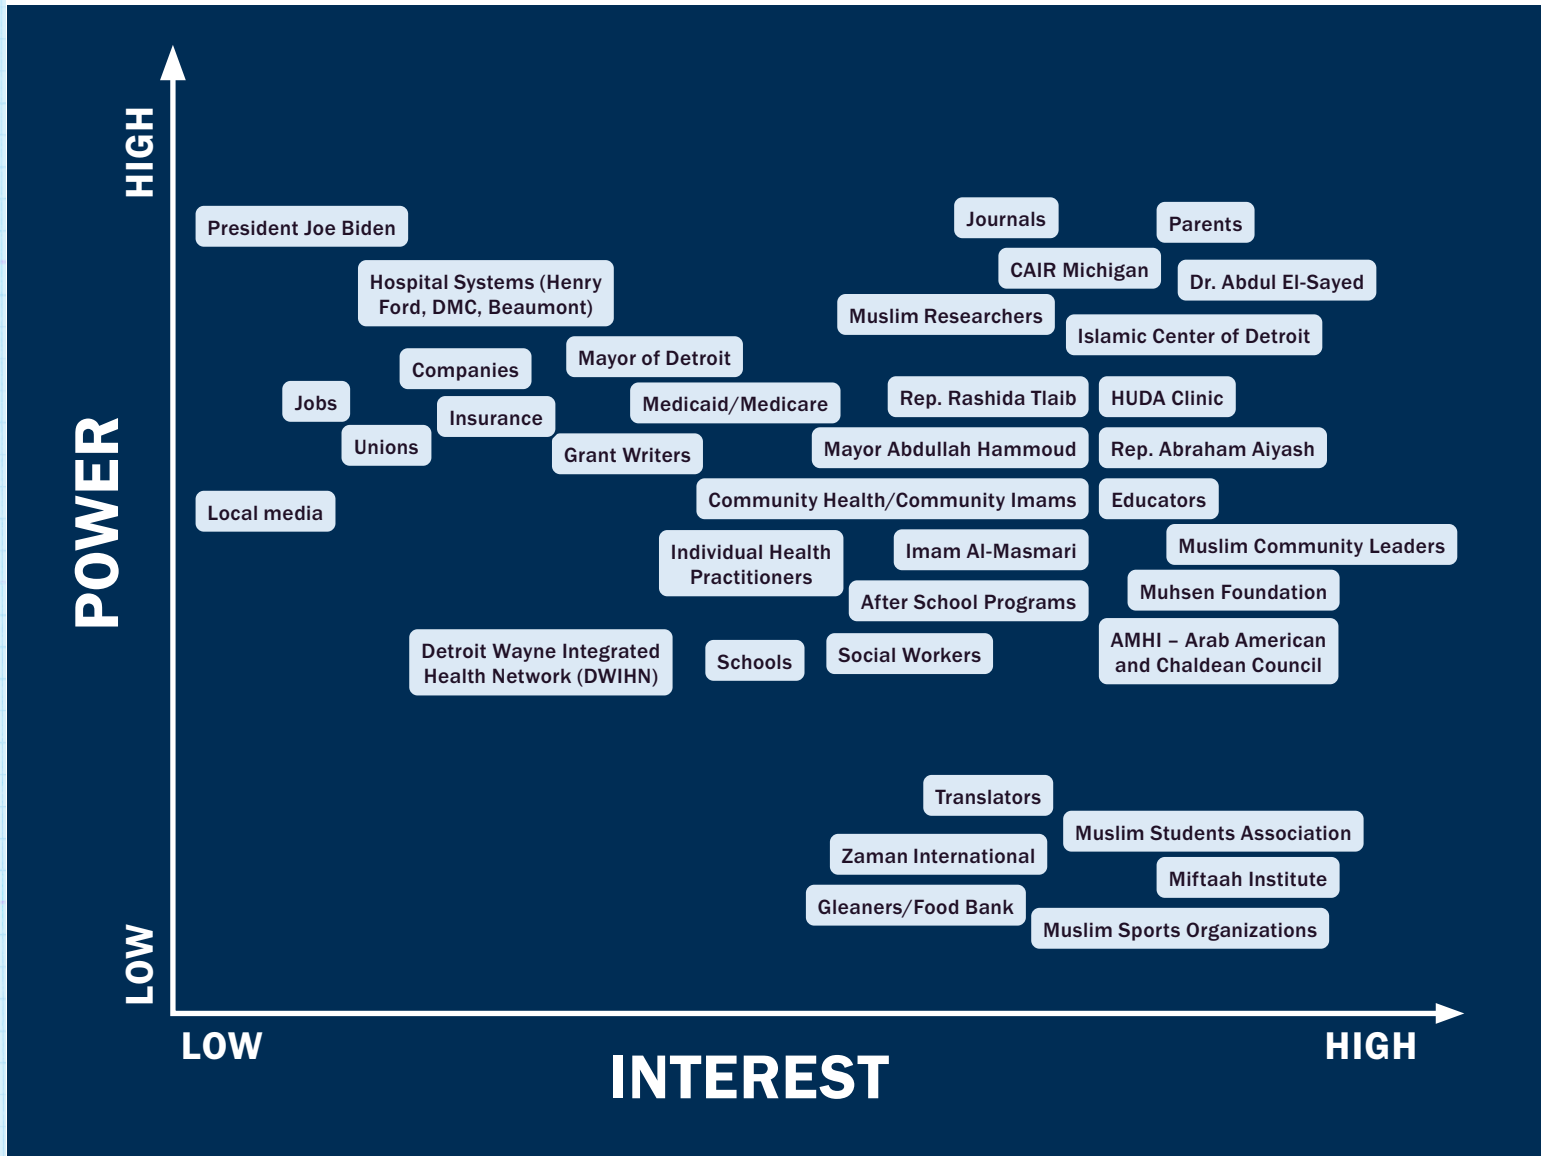 HIGH
Journals
Parents
President Joe Biden
CAIR Michigan
Hospital Systems (Henry
Ford, DMC, Beaumont)
Dr. Abdul El-Sayed
Muslim Researchers
Islamic Center of Detroit
Mayor of Detroit
Companies
Rep. Rashida Tlaib
HUDA Clinic
Jobs
Medicaid/Medicare
Insurance
Unions
Mayor Abdullah Hammoud
Rep. Abraham Aiyash
Grant Writers
POWER
Community Health/Community Imams
Educators
Local media
Muslim Community Leaders
Individual Health
Practitioners
Imam Al-Masmari
Muhsen Foundation
After School Programs
AMHI – Arab American
and Chaldean Council
Detroit Wayne Integrated
Health Network (DWIHN)
Schools
Social Workers
Translators
Muslim Students Association
Zaman International
Miftaah Institute
Gleaners/Food Bank
Muslim Sports Organizations
LOW
LOW
HIGH
INTEREST